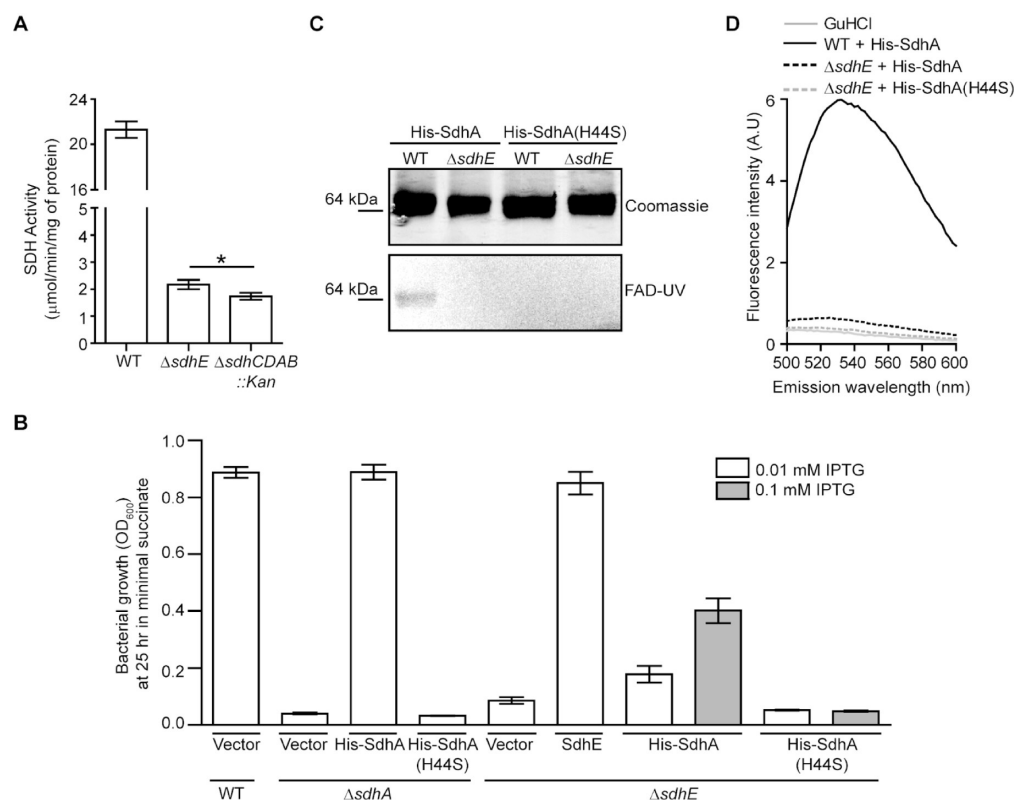 A
SDH Activity
(μmol/min/mg of protein)
24
20
16
5
4
3
2
1
0
*
WT
ΔsdhE
ΔsdhCDAB
::Kan
C
His-SdhA
His-SdhA(H44S)
WT
ΔsdhE
WT
ΔsdhE
64 kDa
Coomassie
64 kDa
FAD-UV
D
GuHCl
WT + His-SdhA
ΔsdhE + His-SdhA
ΔsdhE + His-SdhA(H44S)
Fluorescence intensity (A.U)
6
4
2
0
500 520 540 560 580 600
Emission wavelength (nm)
B
Bacterial growth (OD600)
at 25 hr in minimal succinate
1.0
0.8
0.6
0.4
0.2
0.0
0.01 mM IPTG
0.1 mM IPTG
Vector
Vector
His-SdhA
His-SdhA
(H44S)
Vector
SdhE
His-SdhA
His-SdhA
(H44S)
WT
ΔsdhA
ΔsdhE